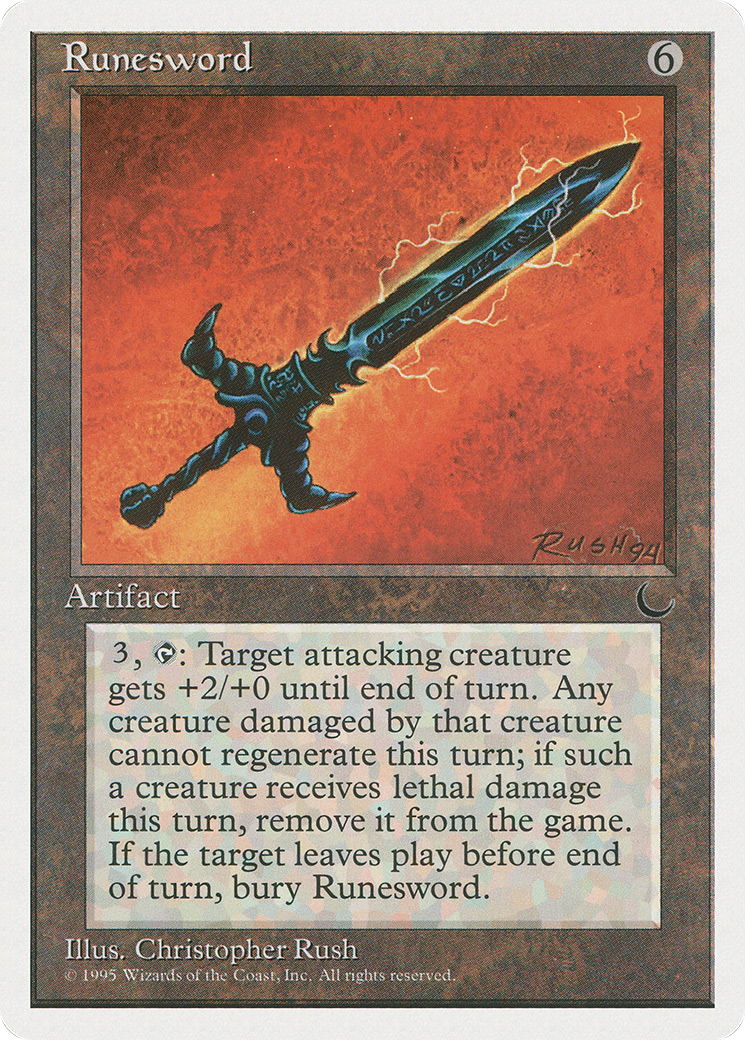 Runesword 6
RUSH 94
Artifact
3, : Target attacking creature
gets +2/+0 until end of turn. Any
creature damaged by that creature
cannot regenerate this turn; if such
a creature receives lethal damage
this turn, remove it from the game.
If the target leaves play before end
of turn, bury Runesword.
Illus. Christopher Rush
© 1995 Wizards of the Coast, Inc. All rights reserved.